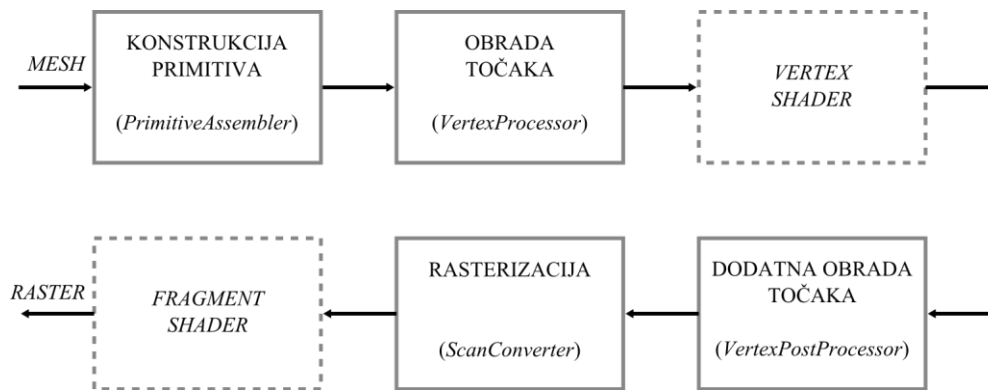 MESH
KONSTRUKCIJA
PRIMITIVA
(PrimitiveAssembler)
OBRADA
TOČAKA
(VertexProcessor)
VERTEX
SHADER
RASTER
FRAGMENT
SHADER
RASTERIZACIJA
(ScanConverter)
DODATNA OBRADA
TOČAKA
(VertexPostProcessor)